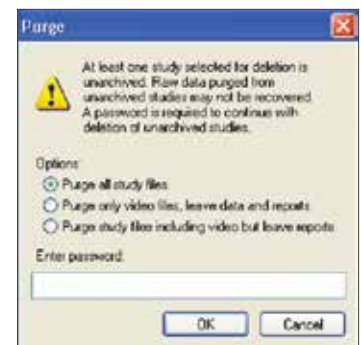 Purge
At least one study selected for deletion is
unarchived. Raw data purged from
unarchived studies may not be recovered.
A password is required to continue with
deletion of unarchived studies.
Options:
Purge all study files
Purge only video files, leave data and reports
Purge study files including video but leave reports
Enter password:
OK
Cancel